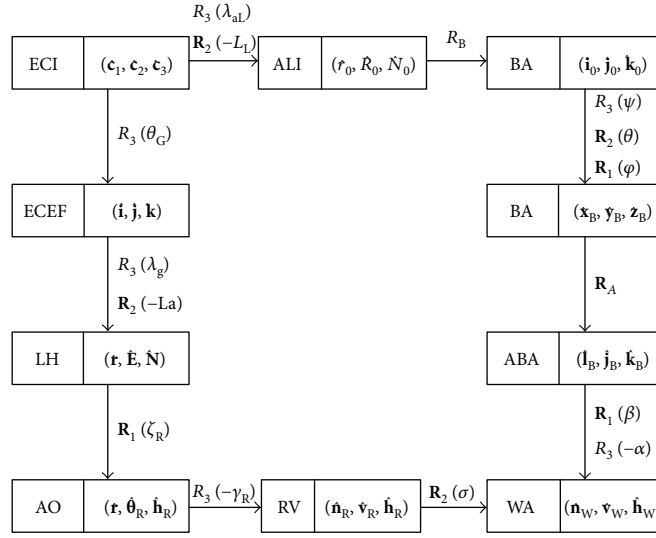 R₃ (λₐL)
R₂ (−L_L)
R_B
ECI (ĉ₁, ĉ₂, ĉ₃)
ALI (r̂₀, R̂₀, N̂₀)
BA (î₀, ĵ₀, k̂₀)
R₃ (θ_G)
R₃ (ψ)
R₂ (θ)
R₁ (φ)
ECEF (î, ĵ, k̂)
BA (x̂_B, ŷ_B, ẑ_B)
R₃ (λ_g)
R₂ (−La)
R_A
LH (r̂, Ê, N̂)
ABA (l̂_B, ĵ_B, k̂_B)
R₁ (ζ_R)
R₁ (β)
R₃ (−α)
R₃ (−γ_R)
R₂ (σ)
AO (r̂, θ̂_R, ĥ_R)
RV (n̂_R, v̂_R, ĥ_R)
WA (n̂_W, v̂_W, ĥ_W)